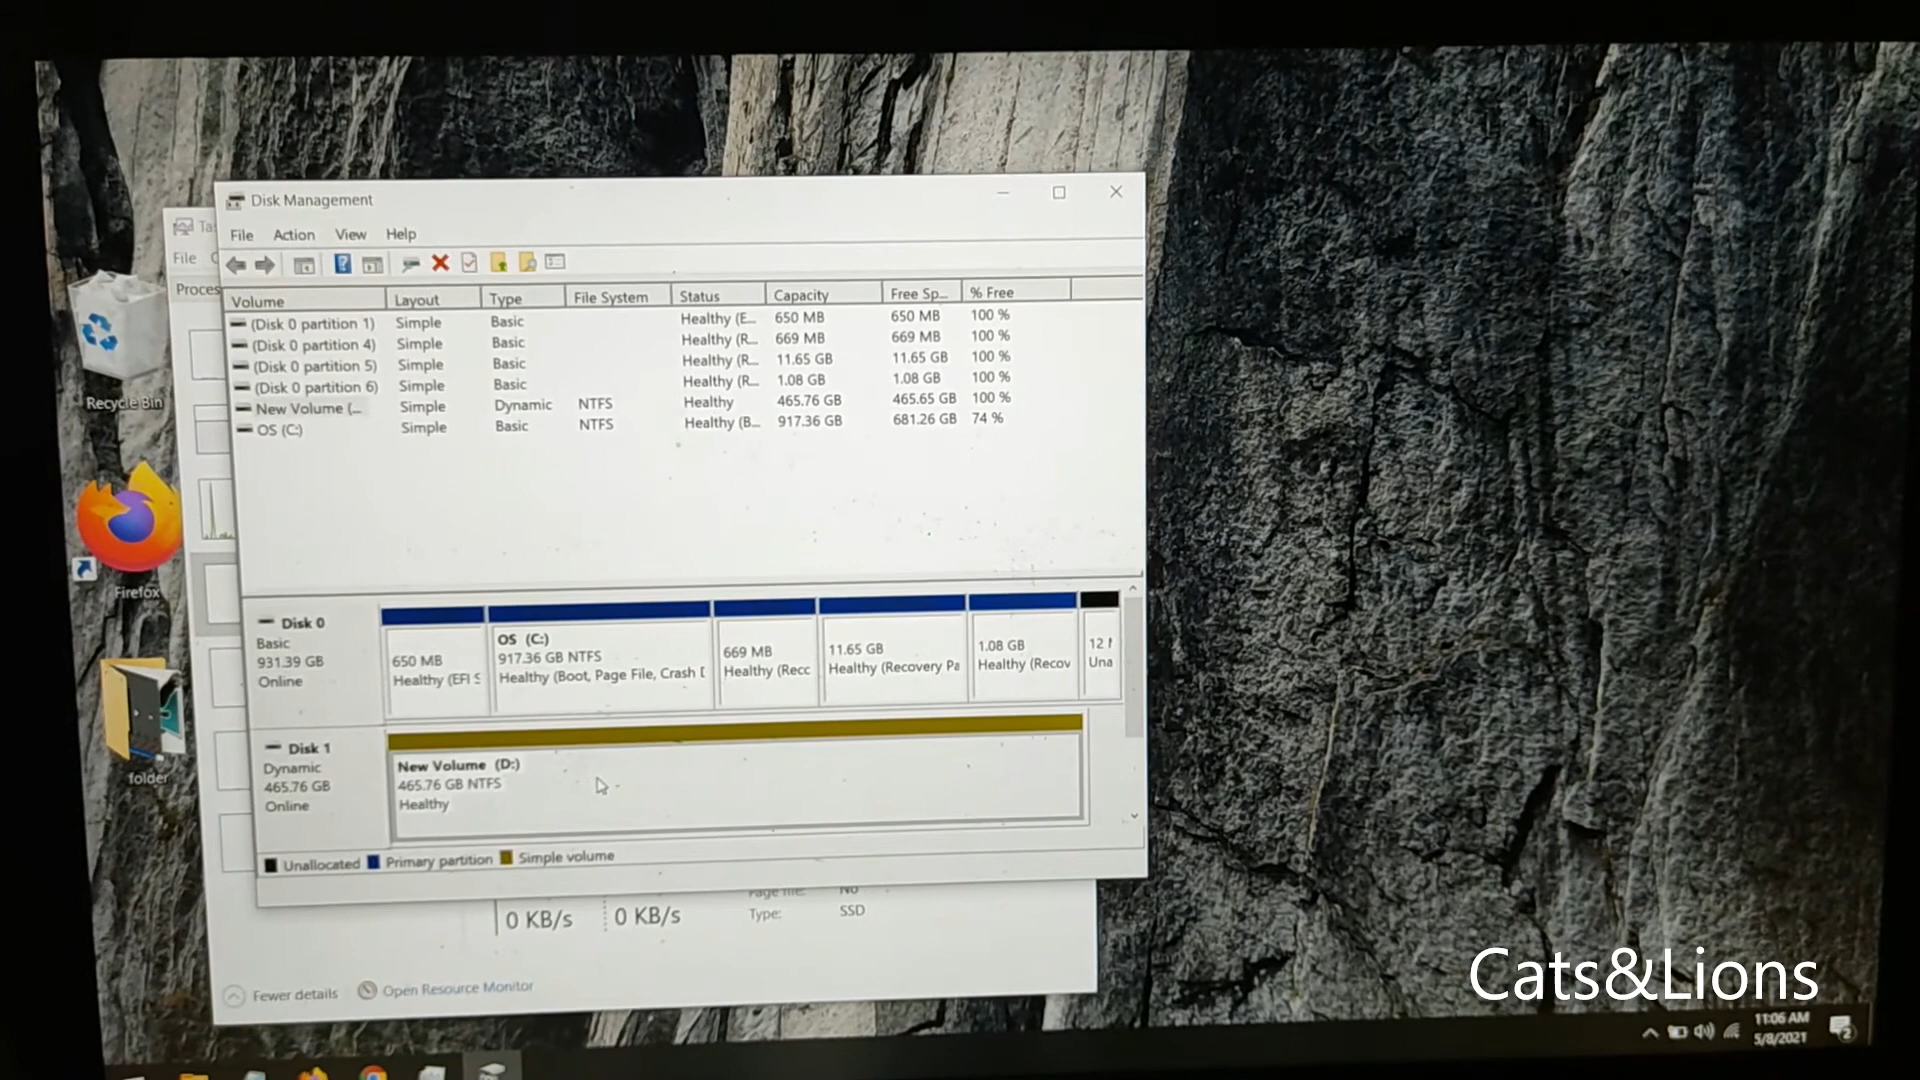 Disk Management
File Action View Help
Volume Layout Type File System Status Capacity Free Sp... % Free
(Disk 0 partition 1) Simple Basic Healthy (E... 650 MB 650 MB 100 %
(Disk 0 partition 4) Simple Basic Healthy (R... 669 MB 669 MB 100 %
(Disk 0 partition 5) Simple Basic Healthy (R... 11.65 GB 11.65 GB 100 %
(Disk 0 partition 6) Simple Basic Healthy (R... 1.08 GB 1.08 GB 100 %
New Volume (... Simple Dynamic NTFS Healthy 465.76 GB 465.65 GB 100 %
OS (C:) Simple Basic NTFS Healthy (B... 917.36 GB 681.26 GB 74 %
Ta
File
Proces
Recycle Bin
Firefox
folder
Disk 0
Basic
931.39 GB
Online
650 MB
Healthy (EFI S
OS (C:)
917.36 GB NTFS
Healthy (Boot, Page File, Crash D
669 MB
Healthy (Recc
11.65 GB
Healthy (Recovery Pa
1.08 GB
Healthy (Recov
12 M
Una
Disk 1
Dynamic
465.76 GB
Online
New Volume (D:)
465.76 GB NTFS
Healthy
Unallocated Primary partition Simple volume
0 KB/s 0 KB/s
Page file: No
Type: SSD
Fewer details Open Resource Monitor
Cats&Lions
11:06 AM
5/8/2021
2